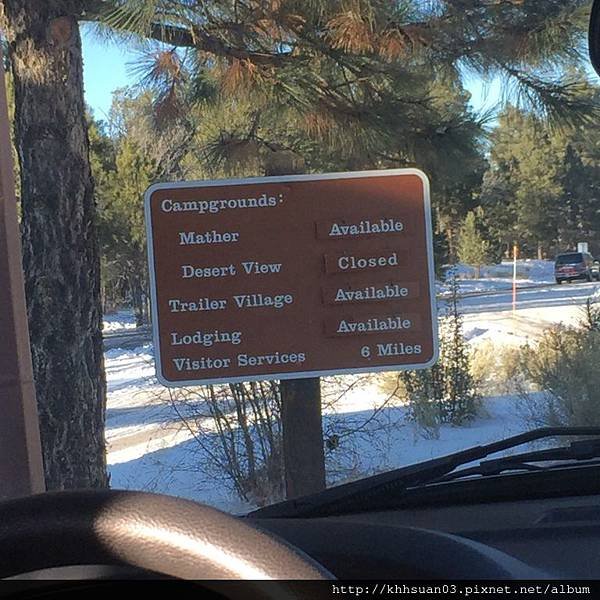 Campgrounds:
Mather Available
Desert View Closed
Trailer Village Available
Lodging Available
Visitor Services 6 Miles
http://khhsuan03.pixnet.net/album